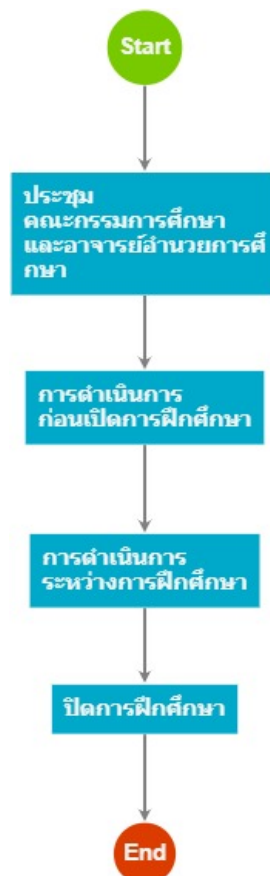 Start
ประชุม
คณะกรรมการศึกษา
และอาจารย์อำนวยการศึ
กษา
การดำเนินการ
ก่อนเปิดการฝึกศึกษา
การดำเนินการ
ระหว่างการฝึกศึกษา
ปิดการฝึกศึกษา
End